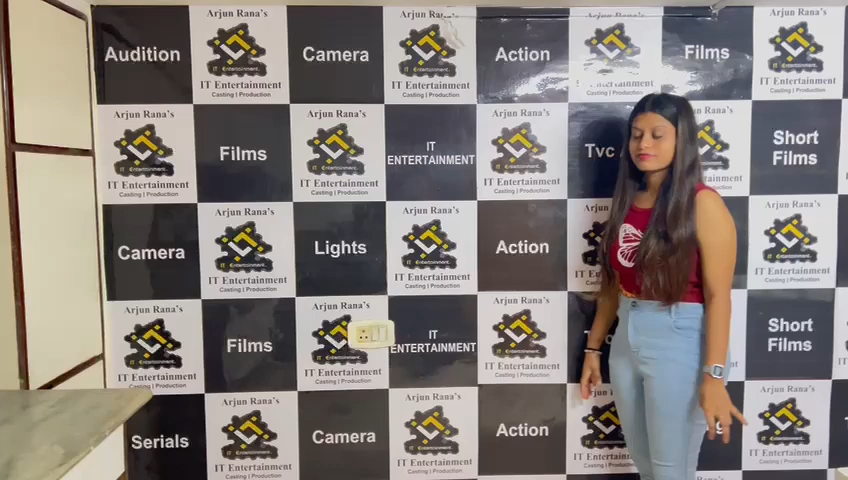 Audition
Arjun Rana's
IT Entertainment
Casting | Production
Camera
Arjun Rana's
IT Entertainment
Casting | Production
Action
Arjun Rana's
Entertainment
Casting | Production
Films
Arjun Rana's
IT Entertainment
Casting | Production
Arjun Rana's
IT Entertainment
Casting | Production
Films
Arjun Rana's
IT Entertainment
Casting | Production
IT
ENTERTAINMENT
Arjun Rana's
IT Entertainment
Casting | Production
Tvc
Rana's
Short
Films
Camera
Arjun Rana's
IT Entertainment
Casting | Production
Lights
Arjun Rana's
IT Entertainment
Casting | Production
Action
Arjun Rana's
IT Entertainment
Casting | Production
Arjun Rana's
IT Entertainment
Casting | Production
Films
Arjun Rana's
IT Entertainment
Casting | Production
IT
ENTERTAINMENT
Arjun Rana's
IT Entertainment
Casting | Production
Short
Films
Serials
Arjun Rana's
IT Entertainment
Casting | Production
Camera
Arjun Rana's
IT Entertainment
Casting | Production
Action
Arjun
Arjun Rana's
IT Entertainment
Casting | Production